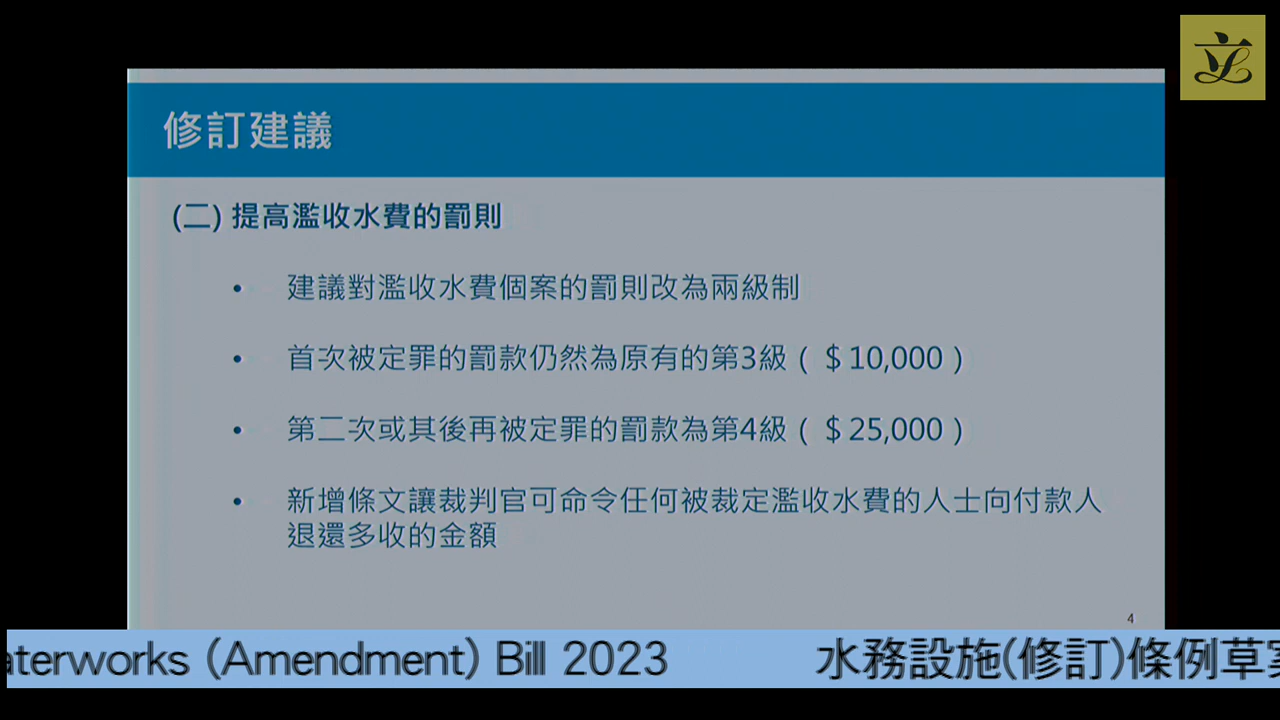 修訂建議
(二) 提高濫收水費的罰則
• 建議對濫收水費個案的罰則改為兩級制
• 首次被定罪的罰款仍然為原有的第3級 ( $10,000 )
• 第二次或其後再被定罪的罰款為第4級 ( $25,000 )
• 新增條文讓裁判官可命令任何被裁定濫收水費的人士向付款人
退還多收的金額
4
aterworks (Amendment) Bill 2023 水務設施(修訂)條例草案